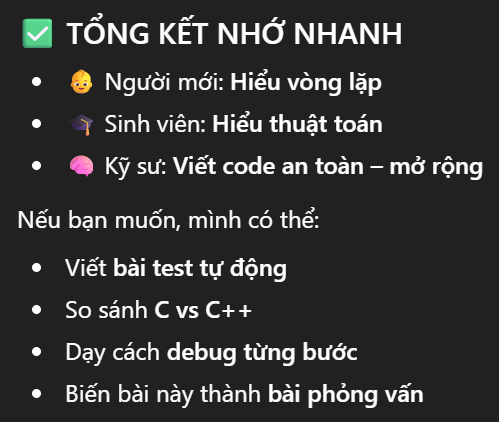 ✅ TỔNG KẾT NHỚ NHANH
• 👶 Người mới: Hiểu vòng lặp
• 🎓 Sinh viên: Hiểu thuật toán
• 🧠 Kỹ sư: Viết code an toàn – mở rộng
Nếu bạn muốn, mình có thể:
• Viết bài test tự động
• So sánh C vs C++
• Dạy cách debug từng bước
• Biến bài này thành bài phỏng vấn